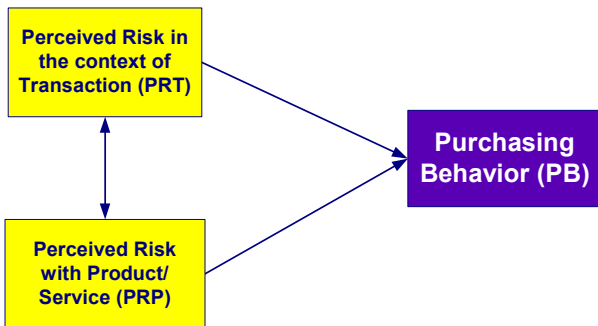 Perceived Risk in
the context of
Transaction (PRT)
Purchasing
Behavior (PB)
Perceived Risk
with Product/
Service (PRP)